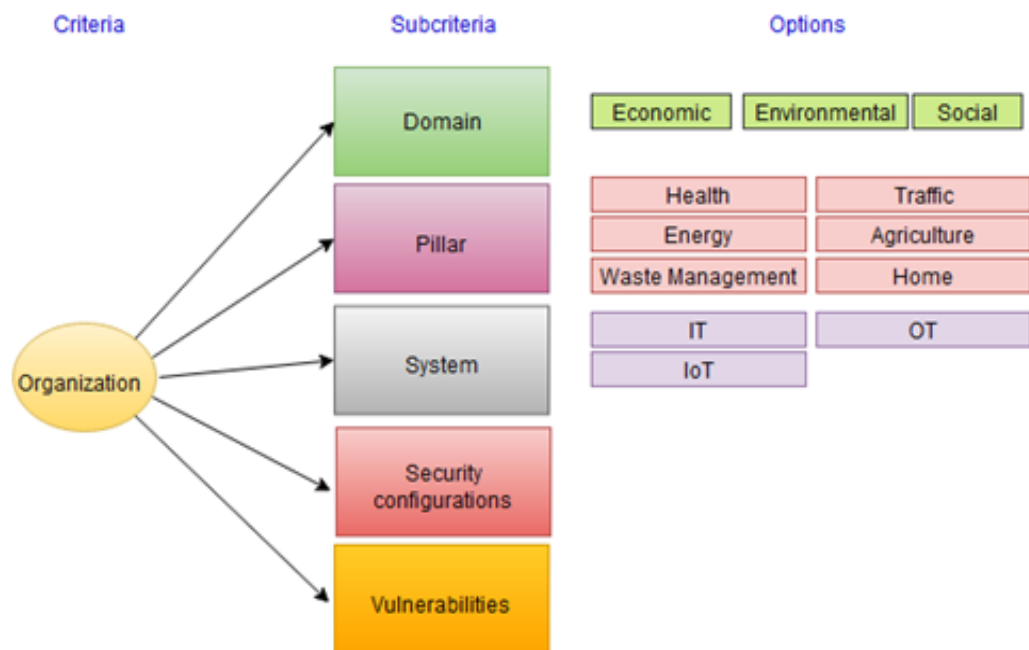 Criteria
Subcriteria
Options
Domain
Economic
Environmental
Social
Pillar
Health
Traffic
Energy
Agriculture
Waste Management
Home
Organization
System
IT
OT
IoT
Security
configurations
Vulnerabilities